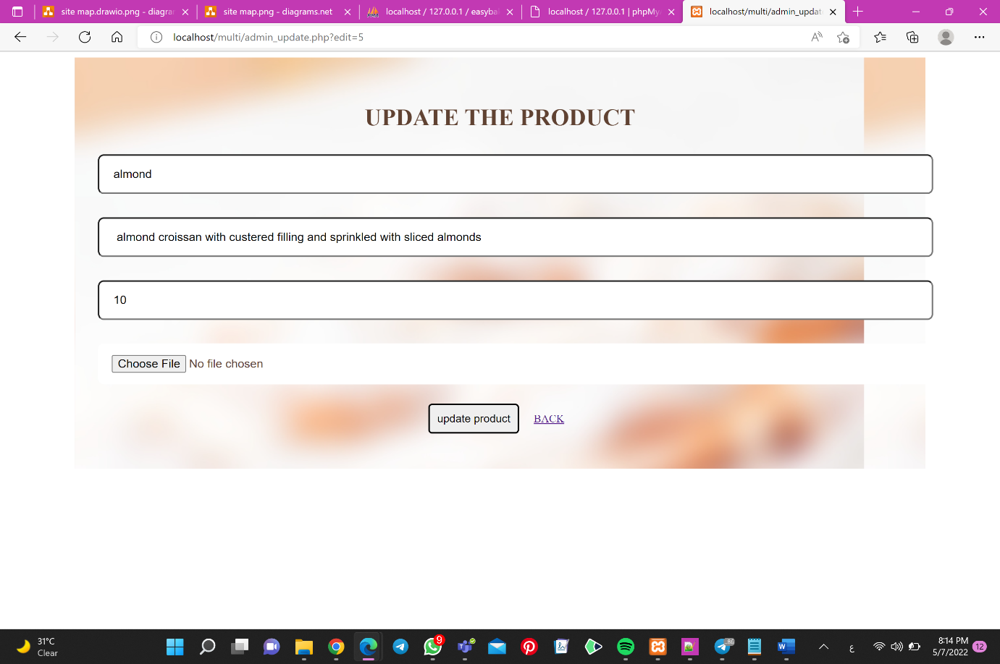 site map.drawio.png - diagrar
site map.png - diagrams.net
localhost / 127.0.0.1 / easyba
localhost / 127.0.0.1 | phpMy
localhost/multi/admin_updat
localhost/multi/admin_update.php?edit=5
UPDATE THE PRODUCT
almond
almond croissan with custered filling and sprinkled with sliced almonds
10
Choose File No file chosen
update product BACK
31°C
Clear
9
.86
ع
8:14 PM
5/7/2022
12